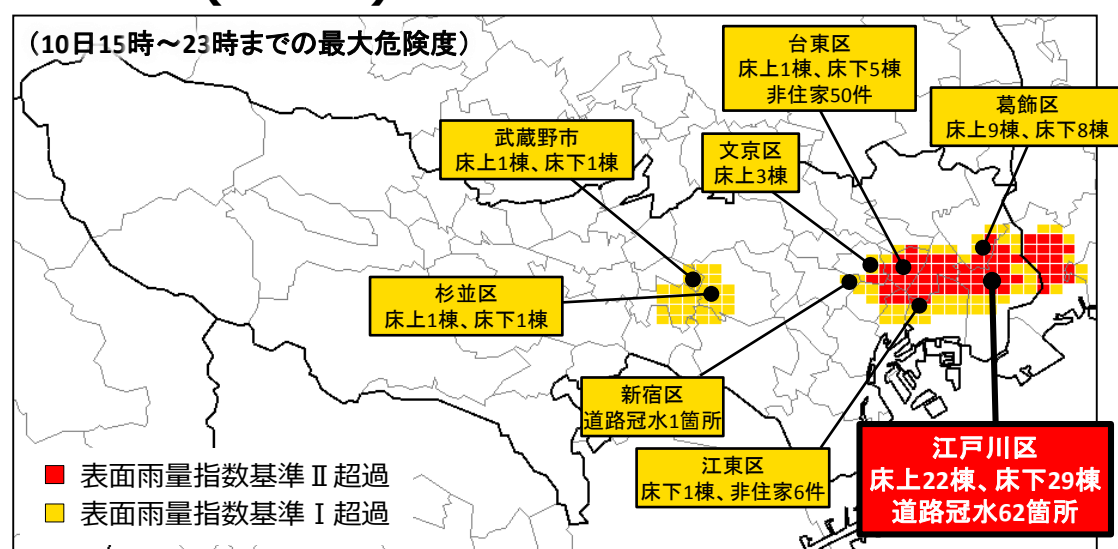 （10日15時～23時までの最大危険度）
台東区
床上1棟、床下5棟
非住家50件
葛飾区
床上9棟、床下8棟
武蔵野市
床上1棟、床下1棟
文京区
床上3棟
杉並区
床上1棟、床下1棟
新宿区
道路冠水1箇所
江東区
床下1棟、非住家6件
江戸川区
床上22棟、床下29棟
道路冠水62箇所
表面雨量指数基準Ⅱ超過
表面雨量指数基準Ⅰ超過